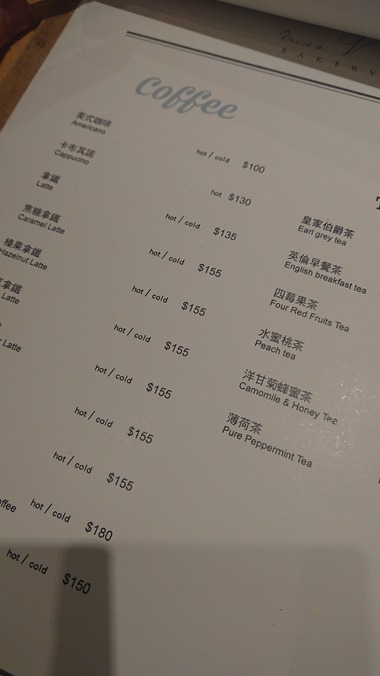 Miss V
BAKERY
Coffee
美式咖啡 hot / cold $100
Americano
卡布其諾 hot $130
Cappucino
拿鐵 hot / cold $135
Latte
焦糖拿鐵 hot / cold $155
Caramel Latte
榛果拿鐵 hot / cold $155
Hazelnut Latte
拿鐵 hot / cold $155
Latte
hot / cold $155
Latte
hot / cold $155
hot / cold $155
hot / cold $180
hot / cold $150
皇家伯爵茶
Earl grey tea
英倫早餐茶
English breakfast tea
四莓果茶
Four Red Fruits Tea
水蜜桃茶
Peach tea
洋甘菊蜂蜜茶
Camomile & Honey Tea
薄荷茶
Pure Peppermint Tea